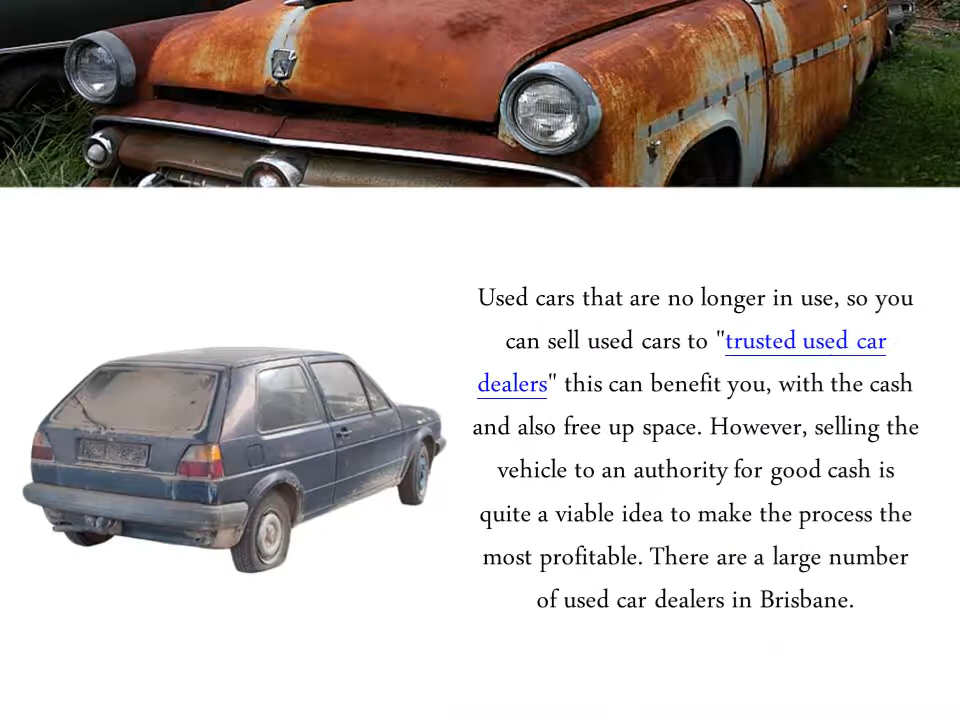 Used cars that are no longer in use, so you
can sell used cars to "trusted used car
dealers" this can benefit you, with the cash
and also free up space. However, selling the
vehicle to an authority for good cash is
quite a viable idea to make the process the
most profitable. There are a large number
of used car dealers in Brisbane.